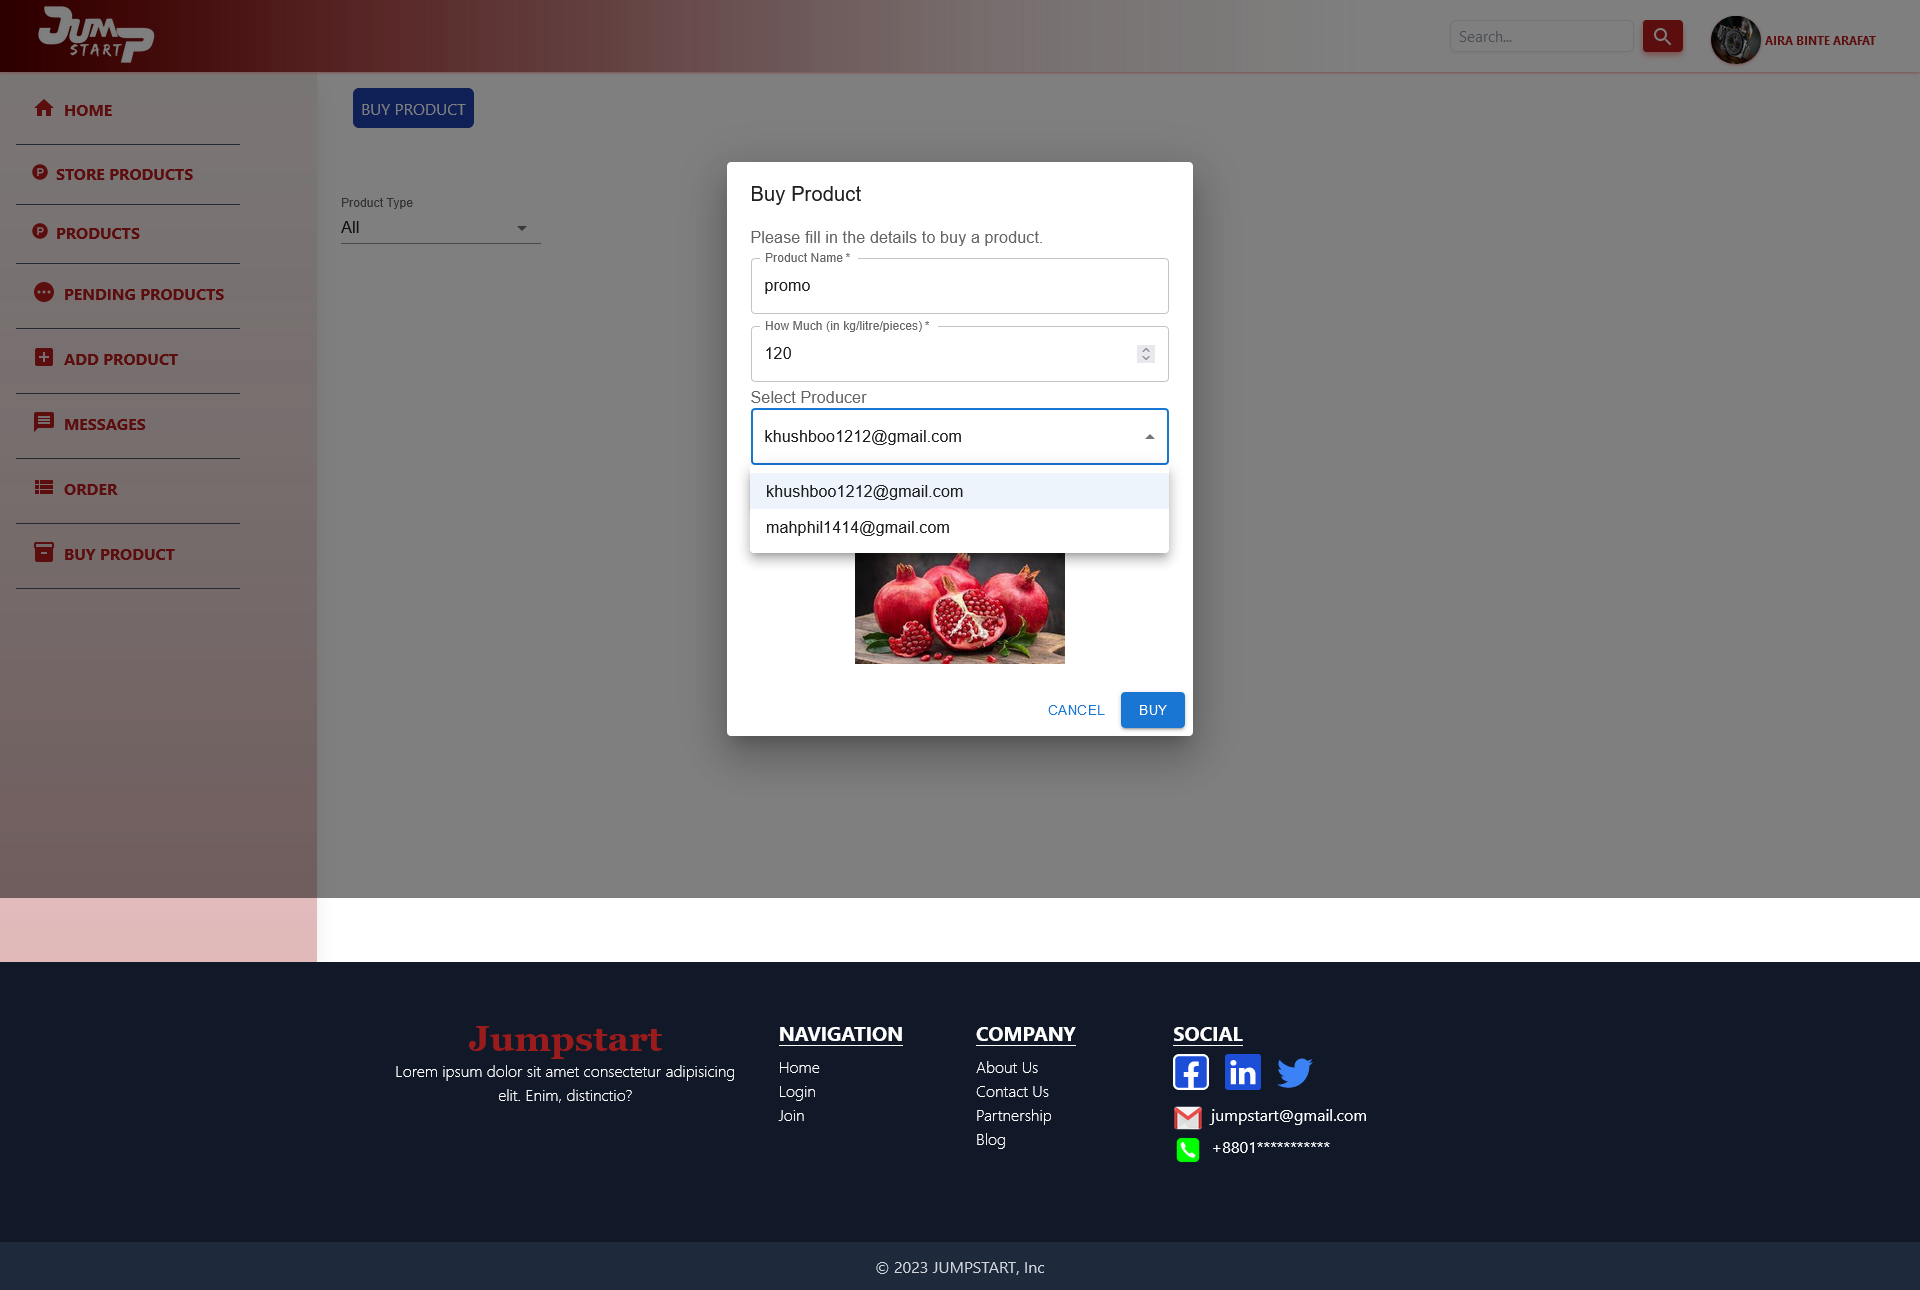 JUMP
START
Search...
AIRA BINTE ARAFAT
HOME
STORE PRODUCTS
PRODUCTS
PENDING PRODUCTS
ADD PRODUCT
MESSAGES
ORDER
BUY PRODUCT
BUY PRODUCT
Product Type
All
Buy Product
Please fill in the details to buy a product.
Product Name *
promo
How Much (in kg/litre/pieces) *
120
Select Producer
khushboo1212@gmail.com
khushboo1212@gmail.com
mahphil1414@gmail.com
CANCEL
BUY
Jumpstart
Lorem ipsum dolor sit amet consectetur adipisicing
elit. Enim, distinctio?
NAVIGATION
Home
Login
Join
COMPANY
About Us
Contact Us
Partnership
Blog
SOCIAL
jumpstart@gmail.com
+8801***********
© 2023 JUMPSTART, Inc